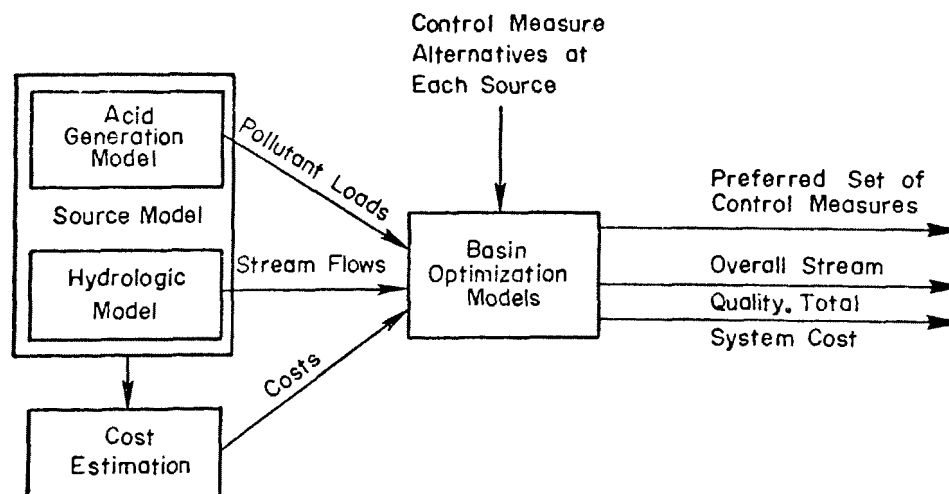 Control Measure
Alternatives at
Each Source
Acid
Generation
Model
Source Model
Hydrologic
Model
Cost
Estimation
Pollutant Loads
Stream Flows
Costs
Basin
Optimization
Models
Preferred Set of
Control Measures
Overall Stream
Quality. Total
System Cost